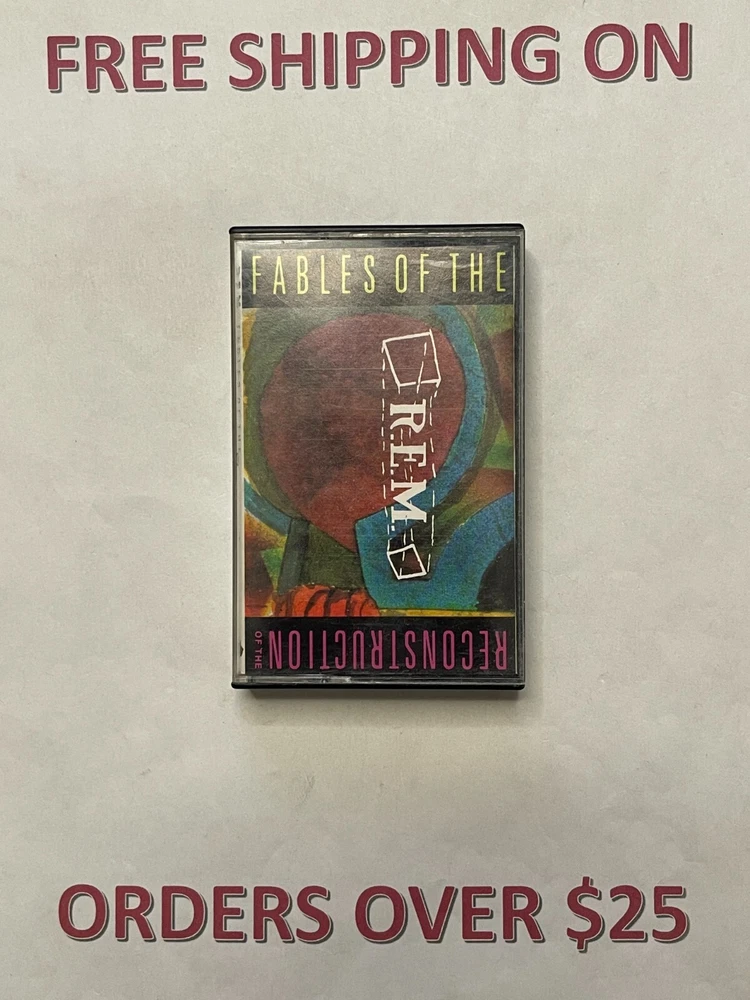 FREE SHIPPING ON
FABLES OF THE
R.E.M.
RECONSTRUCTION
OF THE
ORDERS OVER $25